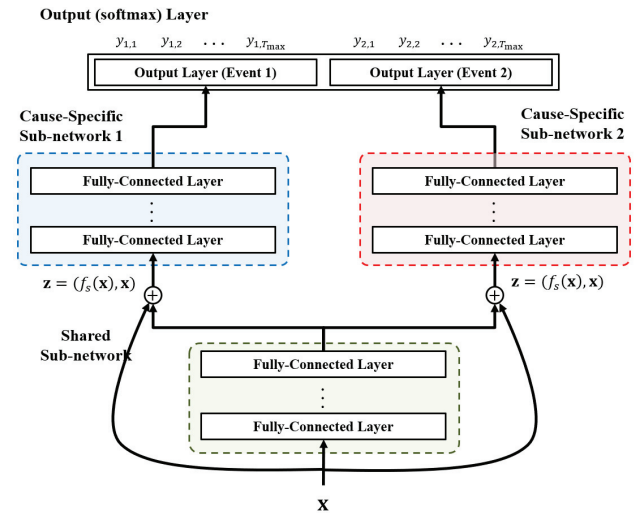 Output (softmax) Layer
y1,1 y1,2 ... y1,Tmax y2,1 y2,2 ... y2,Tmax
Output Layer (Event 1) Output Layer (Event 2)
Cause-Specific
Sub-network 1
Cause-Specific
Sub-network 2
Fully-Connected Layer
Fully-Connected Layer
Fully-Connected Layer
Fully-Connected Layer
z = (fs(x), x)
z = (fs(x), x)
Shared
Sub-network
Fully-Connected Layer
Fully-Connected Layer
x